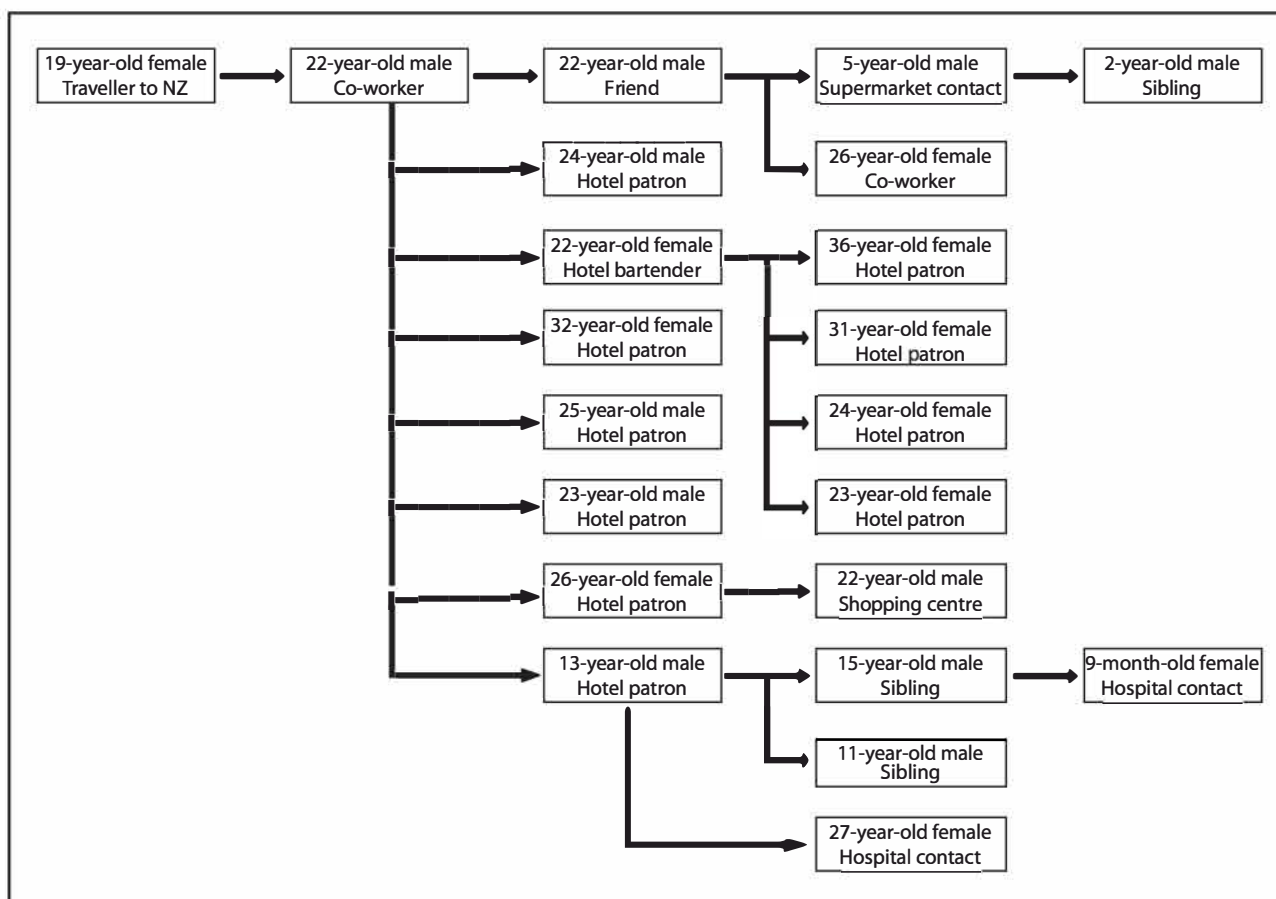 19-year-old female
Traveller to NZ
22-year-old male
Co-worker
22-year-old male
Friend
5-year-old male
Supermarket contact
2-year-old male
Sibling
24-year-old male
Hotel patron
26-year-old female
Co-worker
22-year-old female
Hotel bartender
36-year-old female
Hotel patron
32-year-old female
Hotel patron
31-year-old female
Hotel patron
25-year-old male
Hotel patron
24-year-old female
Hotel patron
23-year-old male
Hotel patron
23-year-old female
Hotel patron
26-year-old female
Hotel patron
22-year-old male
Shopping centre
13-year-old male
Hotel patron
15-year-old male
Sibling
9-month-old female
Hospital contact
11-year-old male
Sibling
27-year-old female
Hospital contact